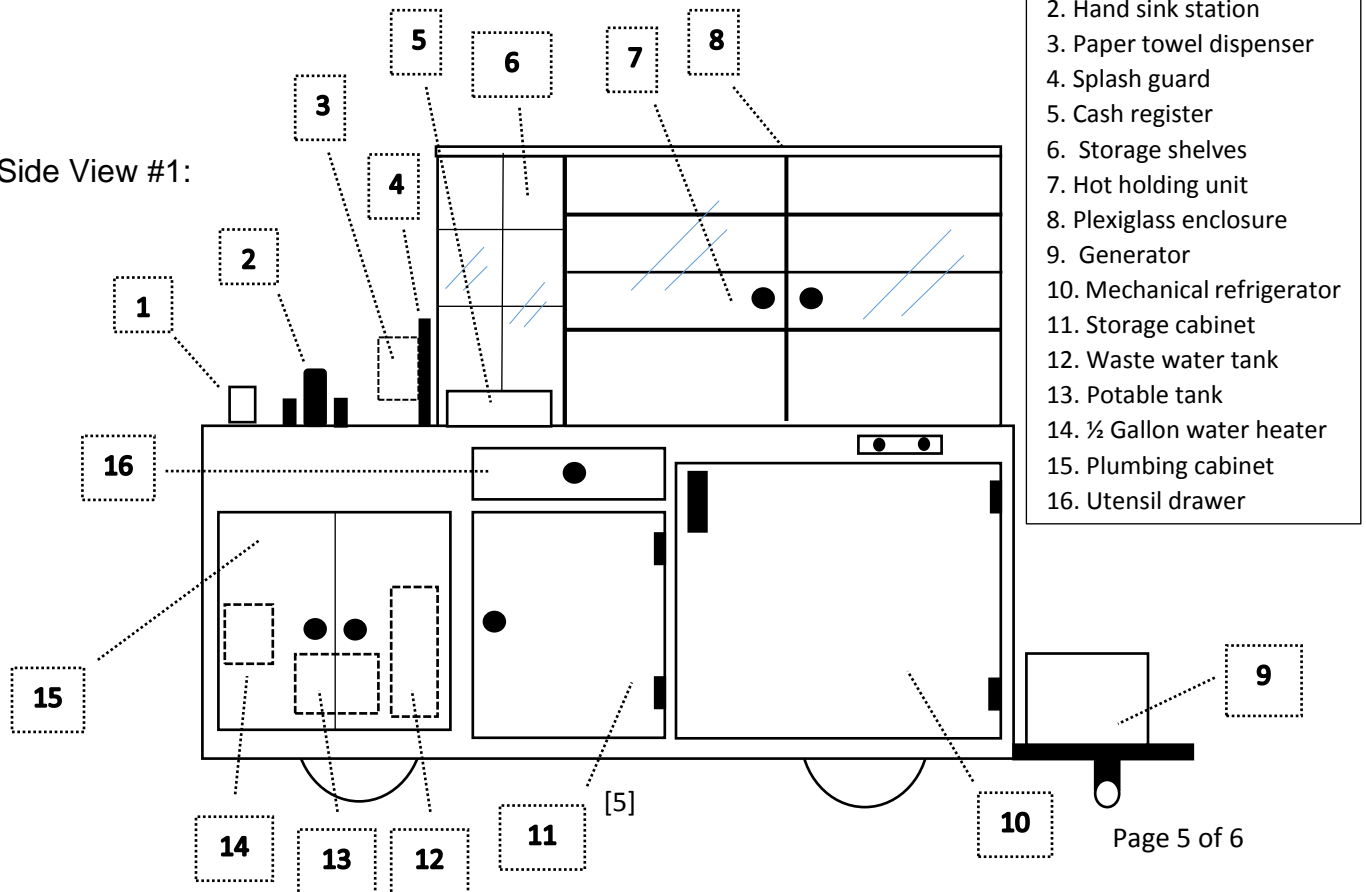 2. Hand sink station
3. Paper towel dispenser
4. Splash guard
5. Cash register
6. Storage shelves
7. Hot holding unit
8. Plexiglass enclosure
9. Generator
10. Mechanical refrigerator
11. Storage cabinet
12. Waste water tank
13. Potable tank
14. ½ Gallon water heater
15. Plumbing cabinet
16. Utensil drawer
Side View #1:
5
6
7
8
3
4
2
1
16
15
9
14
13
12
11
10
[5]
Page 5 of 6